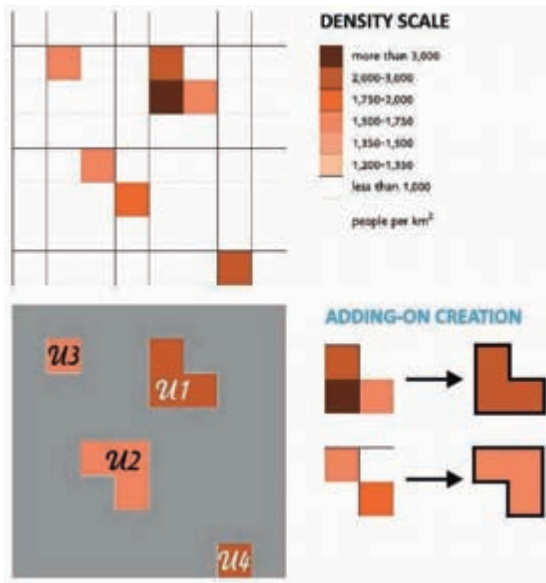 DENSITY SCALE
more than 3,000
2,000-3,000
1,750-2,000
1,500-1,750
1,350-1,500
1,200-1,350
less than 1,000
people per km²
ADDING-ON CREATION
U3
U1
U2
U4